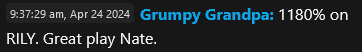 9:37:29 am, Apr 24 2024 Grumpy Grandpa: 1180% on
RILY. Great play Nate.